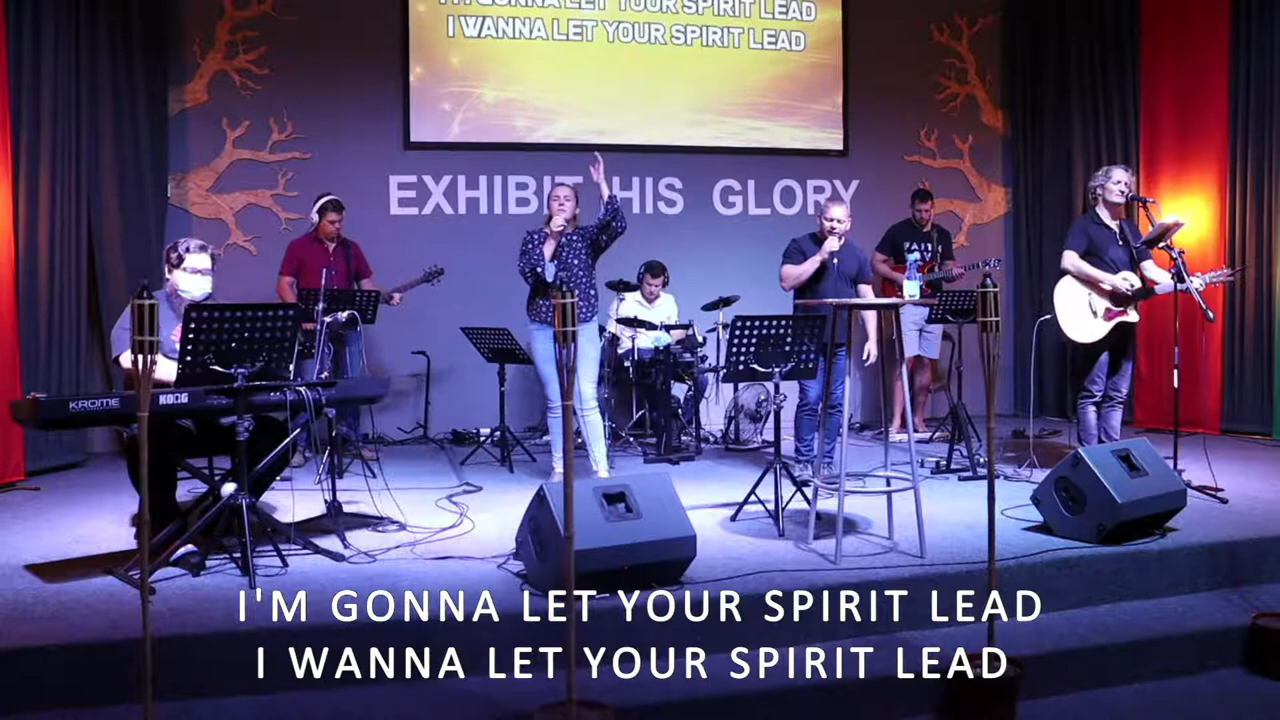 I'M GONNA LET YOUR SPIRIT LEAD
I WANNA LET YOUR SPIRIT LEAD
EXHIBIT HIS GLORY
FAITH
KROME
KORG
I'M GONNA LET YOUR SPIRIT LEAD
I WANNA LET YOUR SPIRIT LEAD